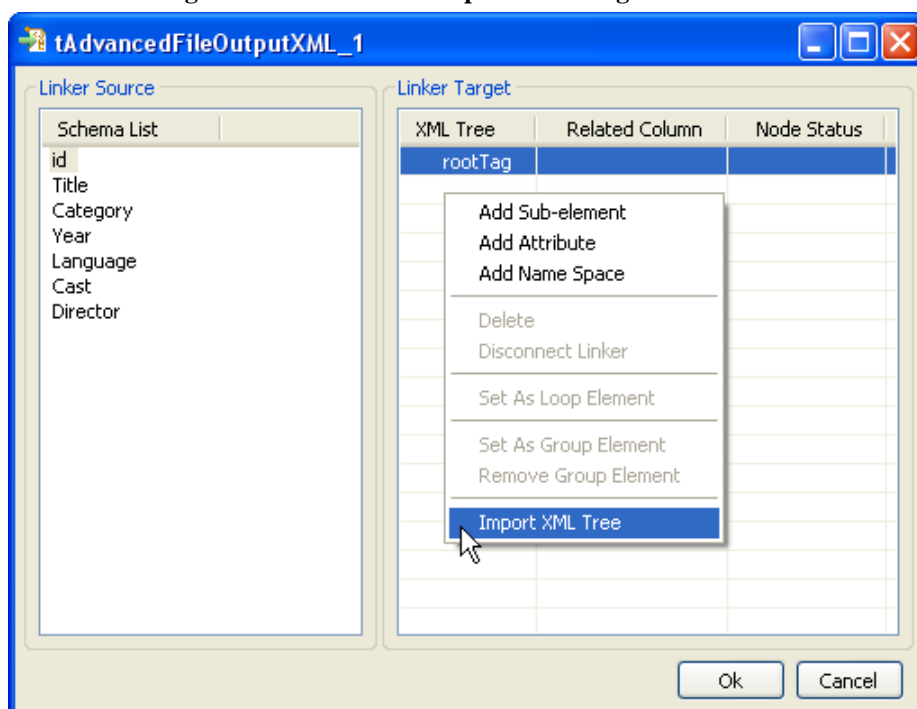 tAdvancedFileOutputXML_1
Linker Source
Linker Target
Schema List
XML Tree Related Column Node Status
id
rootTag
Title
Category
Year
Language
Cast
Director
Add Sub-element
Add Attribute
Add Name Space
Delete
Disconnect Linker
Set As Loop Element
Set As Group Element
Remove Group Element
Import XML Tree
Ok Cancel